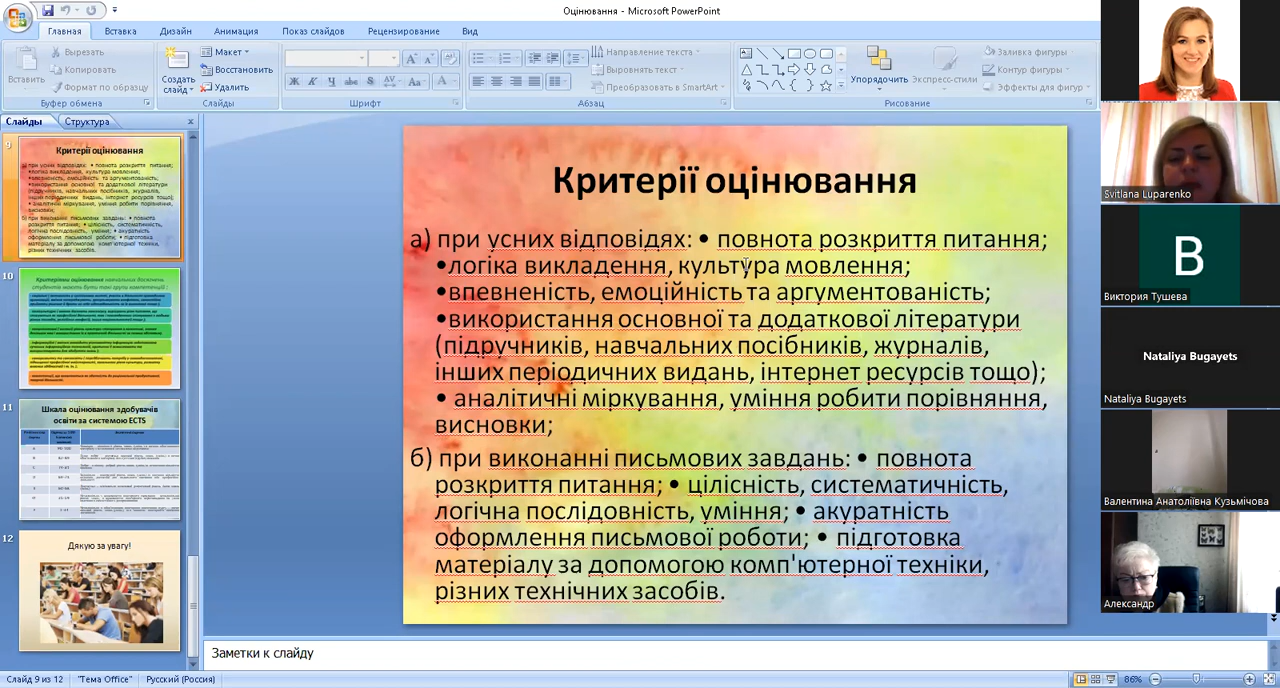 Оцінювання - Microsoft PowerPoint
Главная
Вставка
Дизайн
Анимация
Показ слайдов
Рецензирование
Вид
Вставить
Вырезать
Копировать
Формат по образцу
Буфер обмена
Создать слайд
Макет
Восстановить
Удалить
Слайды
Шрифт
Направление текста
Выровнять текст
Преобразовать в SmartArt
Абзац
Упорядочить
Экспресс-стили
Заливка фигуры
Контур фигуры
Эффекты для фигур
Рисование
Слайды
Структура
9
Критерії оцінювання
10
11
Шкала оцінювання здобувачів
освіти за системою ECTS
12
Дякую за увагу!
Критерії оцінювання
а) при усних відповідях: • повнота розкриття питання;
•логіка викладення, культура мовлення;
•впевненість, емоційність та аргументованість;
•використання основної та додаткової літератури
(підручників, навчальних посібників, журналів,
інших періодичних видань, інтернет ресурсів тощо);
• аналітичні міркування, уміння робити порівняння,
висновки;
б) при виконанні письмових завдань: • повнота
розкриття питання; • цілісність, систематичність,
логічна послідовність, уміння; • акуратність
оформлення письмової роботи; • підготовка
матеріалу за допомогою комп'ютерної техніки,
різних технічних засобів.
Заметки к слайду
Слайд 9 из 12
"Тема Office"
Русский (Россия)
86%
Svitlana Luparenko
В
Виктория Тушева
Nataliya Bugayets
Nataliya Bugayets
Валентина Анатоліївна Кузьмічова
Александр